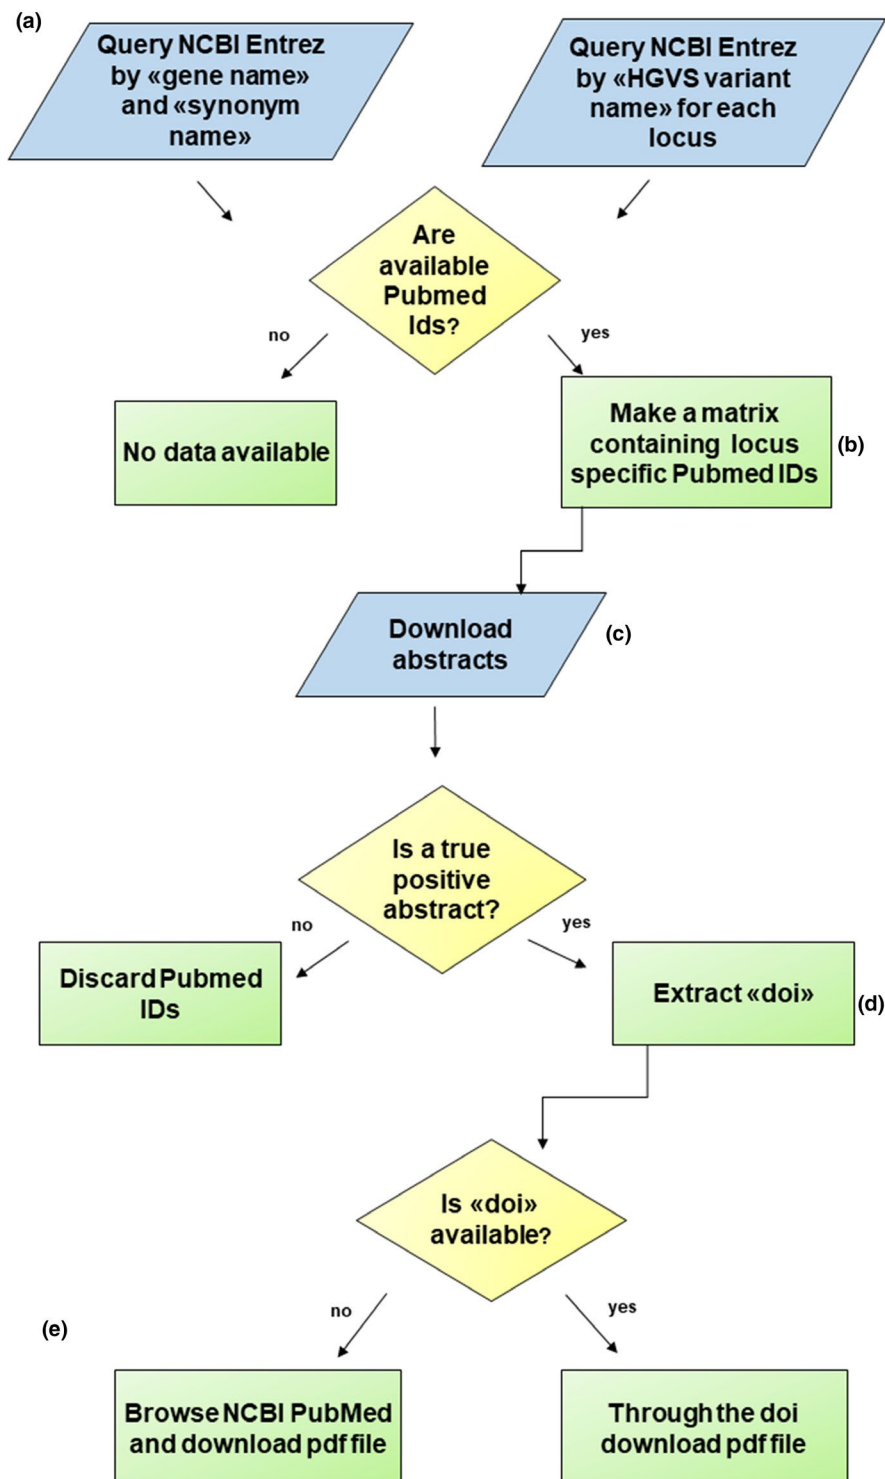 (a)
Query NCBI Entrez
by «gene name»
and «synonym
name»
Query NCBI Entrez
by «HGVS variant
name» for each
locus
Are
available
Pubmed
Ids?
no
yes
No data available
Make a matrix
containing locus
specific Pubmed IDs
(b)
Download
abstracts
(c)
Is a true
positive
abstract?
no
yes
Discard Pubmed
IDs
Extract «doi»
(d)
Is «doi»
available?
no
yes
(e)
Browse NCBI PubMed
and download pdf file
Through the doi
download pdf file